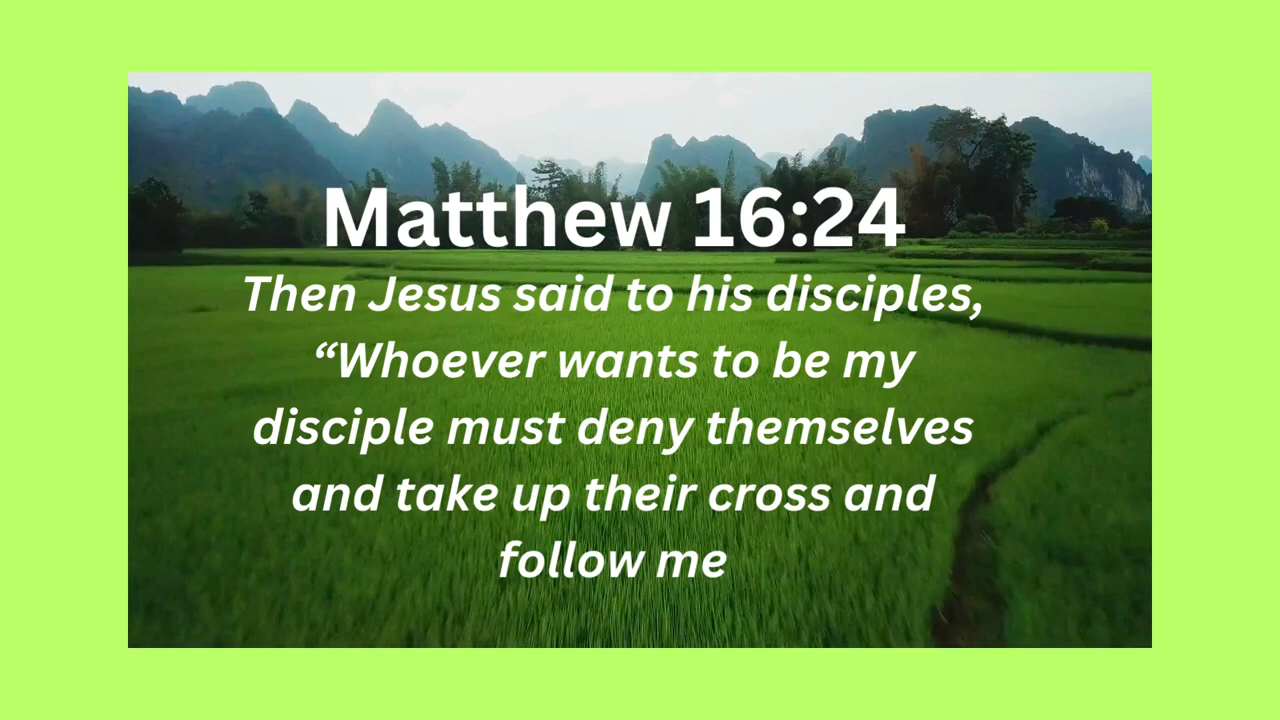 Matthew 16:24
Then Jesus said to his disciples,
“Whoever wants to be my
disciple must deny themselves
and take up their cross and
follow me